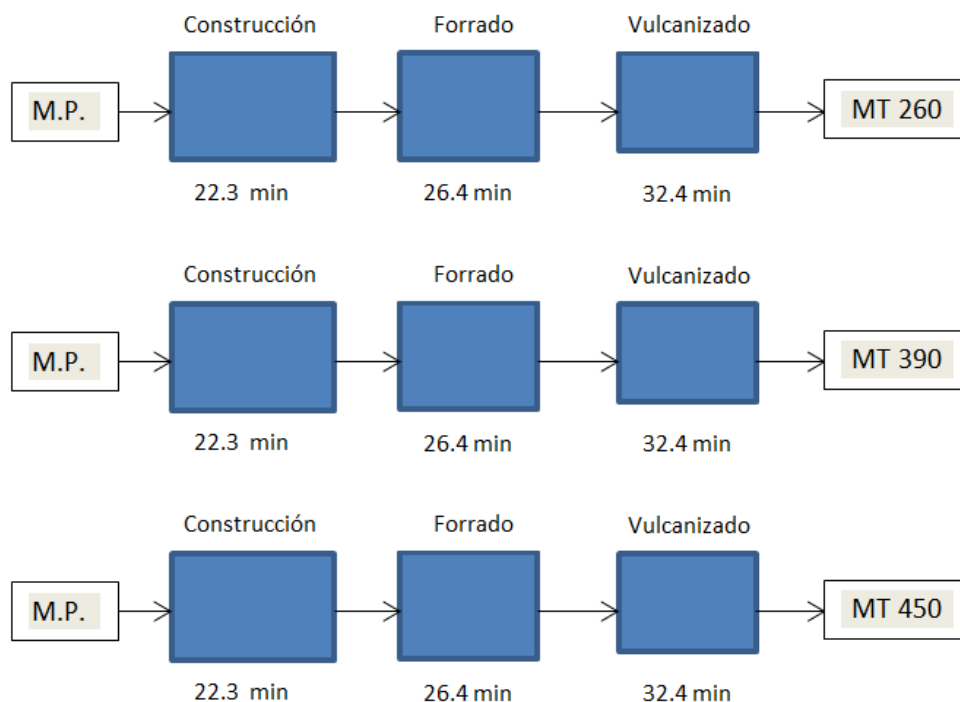 Construcción Forrado Vulcanizado
M.P. MT 260
22.3 min 26.4 min 32.4 min
Construcción Forrado Vulcanizado
M.P. MT 390
22.3 min 26.4 min 32.4 min
Construcción Forrado Vulcanizado
M.P. MT 450
22.3 min 26.4 min 32.4 min